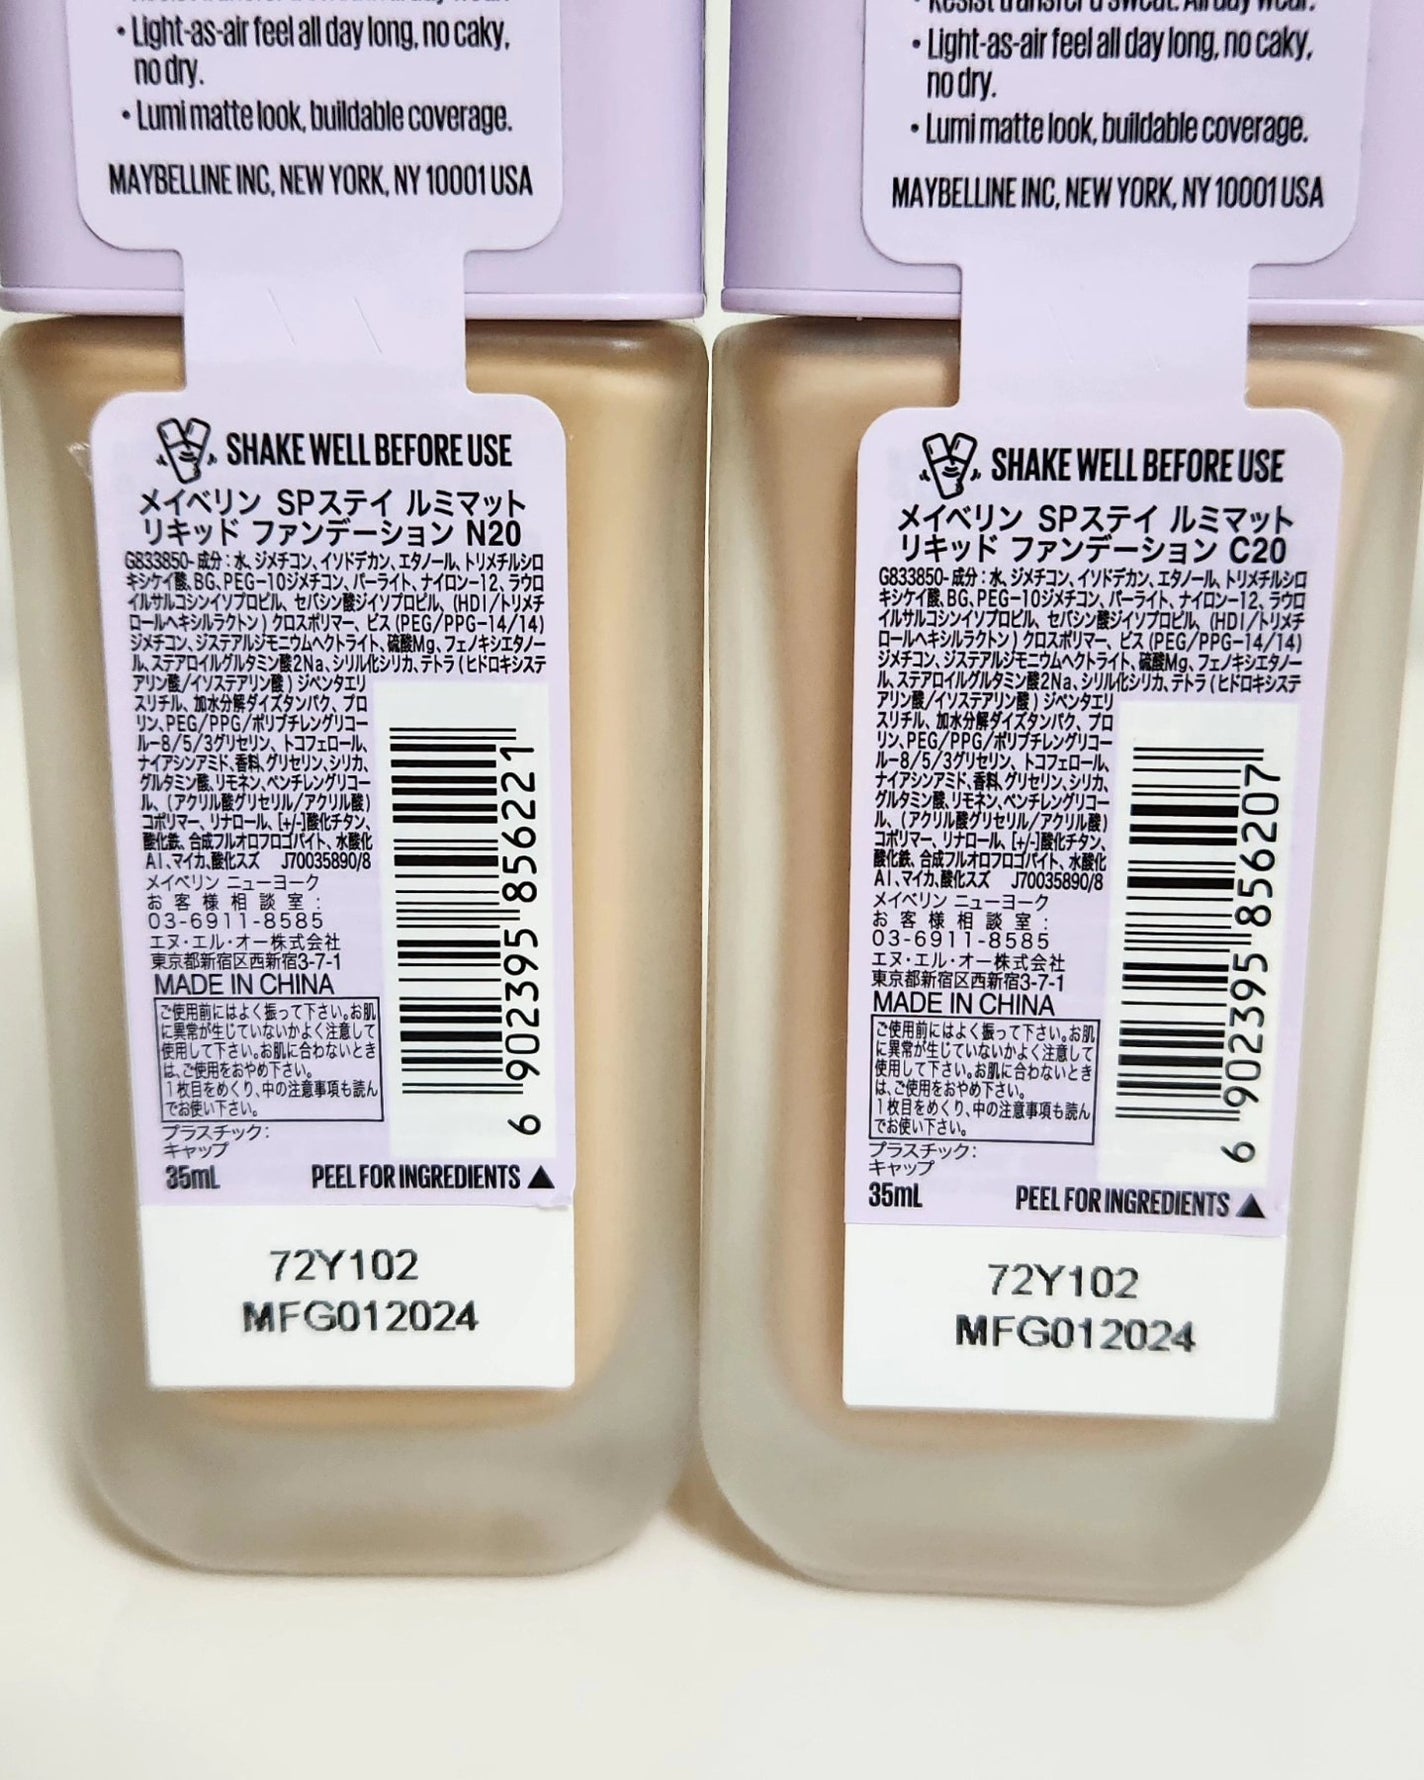 • Light-as-air feel all day long, no caky,
no dry.
• Lumi matte look, buildable coverage.
MAYBELLINE INC, NEW YORK, NY 10001 USA
SHAKE WELL BEFORE USE
メイベリン SPステイ ルミマット
リキッド ファンデーション N20
G833850- 成分:水、ジメチコン、イソドデカン、エタノール、トリメチルシロ
キシケイ酸、BG、PEG-10ジメチコン、パーライト、ナイロン-12、ラウロ
イルサルコシンイソプロピル、セバシン酸ジイソプロピル、(HDI/トリメチ
ロールヘキシルラクトン)クロスポリマー、ビス(PEG/PPG-14/14)
ジメチコン、ジステアルジモニウムヘクトライト、硫酸Mg、フェノキシエタノー
ル、ステアロイルグルタミン酸2Na、シリル化シリカ、テトラ(ヒドロキシステ
アリン酸/イソステアリン酸)ジペンタエリ
スリチル、加水分解ダイズタンパク、プロ
リン、PEG/PPG/ポリブチレングリコー
ル-8/5/3グリセリン、トコフェロール、
ナイアシンアミド、香料、グリセリン、シリカ、
グルタミン酸、リモネン、ペンチレングリコー
ル、(アクリル酸グリセリル/アクリル酸)
コポリマー、リナロール、[+/-]酸化チタン、
酸化鉄、合成フルオロフロゴパイト、水酸化
AI、マイカ、酸化スズ J70035890/8
メイベリン ニューヨーク
お客様相談室:
03-6911-8585
エヌ・エル・オー株式会社
東京都新宿区西新宿3-7-1
MADE IN CHINA
ご使用前にはよく振って下さい。お肌
に異常が生じていないかよく注意して
使用して下さい。お肌に合わないとき
は、ご使用をおやめ下さい。
1枚目をめくり、中の注意事項も読ん
でお使い下さい。
プラスチック:
キャップ
35mL PEEL FOR INGREDIENTS ▲
6 902395 856221
72Y102
MFG012024
Resist transfer & sweat. All day wear.
• Light-as-air feel all day long, no caky,
no dry.
• Lumi matte look, buildable coverage.
MAYBELLINE INC, NEW YORK, NY 10001 USA
SHAKE WELL BEFORE USE
メイベリン SPステイ ルミマット
リキッド ファンデーション C20
G833850- 成分:水、ジメチコン、イソドデカン、エタノール、トリメチルシロ
キシケイ酸、BG、PEG-10ジメチコン、パーライト、ナイロン-12、ラウロ
イルサルコシンイソプロピル、セバシン酸ジイソプロピル、(HDI/トリメチ
ロールヘキシルラクトン)クロスポリマー、ビス(PEG/PPG-14/14)
ジメチコン、ジステアルジモニウムヘクトライト、硫酸Mg、フェノキシエタノー
ル、ステアロイルグルタミン酸2Na、シリル化シリカ、テトラ(ヒドロキシステ
アリン酸/イソステアリン酸)ジペンタエリ
スリチル、加水分解ダイズタンパク、プロ
リン、PEG/PPG/ポリブチレングリコー
ル-8/5/3グリセリン、トコフェロール、
ナイアシンアミド、香料、グリセリン、シリカ、
グルタミン酸、リモネン、ペンチレングリコー
ル、(アクリル酸グリセリル/アクリル酸)
コポリマー、リナロール、[+/-]酸化チタン、
酸化鉄、合成フルオロフロゴパイト、水酸化
AI、マイカ、酸化スズ J70035890/8
メイベリン ニューヨーク
お客様相談室:
03-6911-8585
エヌ・エル・オー株式会社
東京都新宿区西新宿3-7-1
MADE IN CHINA
ご使用前にはよく振って下さい。お肌
に異常が生じていないかよく注意して
使用して下さい。お肌に合わないとき
は、ご使用をおやめ下さい。
1枚目をめくり、中の注意事項も読ん
でお使い下さい。
プラスチック:
キャップ
35mL PEEL FOR INGREDIENTS ▲
6 902395 856207
72Y102
MFG012024